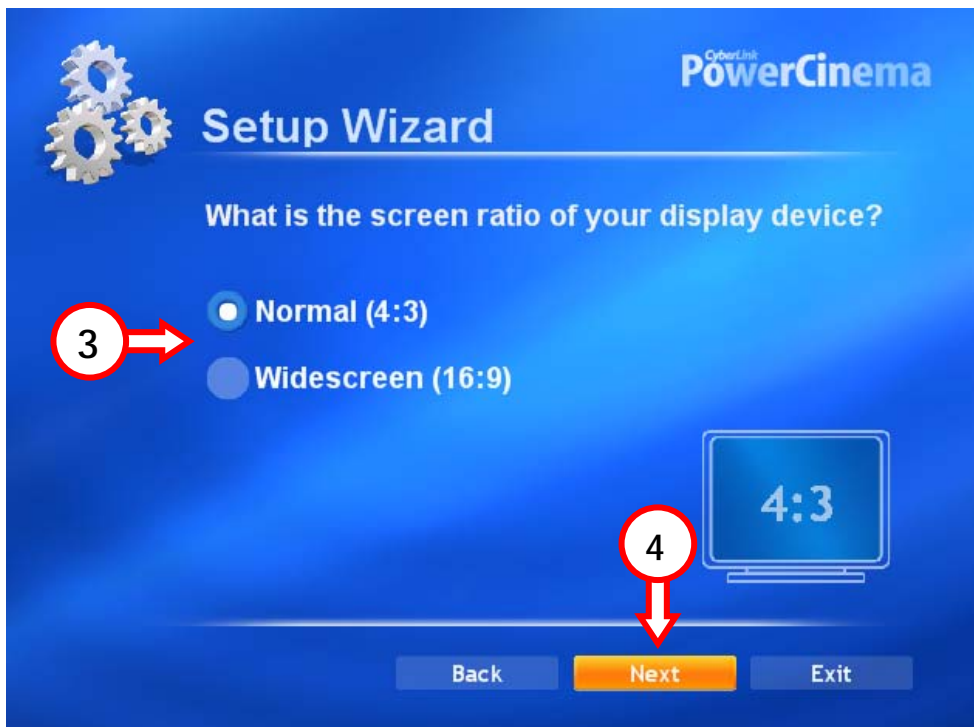 CyberLink
PowerCinema
Setup Wizard
What is the screen ratio of your display device?
Normal (4:3)
3
Widescreen (16:9)
4:3
4
Back Next Exit